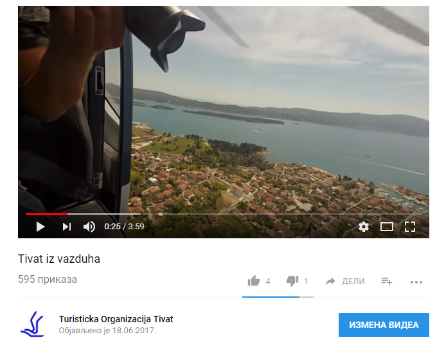 0:25 / 3:59
Tivat iz vazduha
595 приказа
4
1
ДЕЛИ
Turisticka Organizacija Tivat
Објављено је 18.06.2017.
ИЗМЕНА ВИДЕА